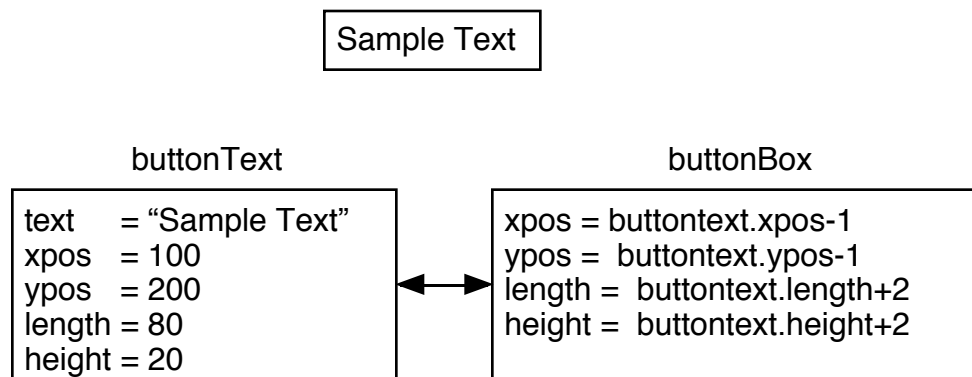 Sample Text
buttonText
text = “Sample Text”
xpos = 100
ypos = 200
length = 80
height = 20
buttonBox
xpos = buttontext.xpos-1
ypos = buttontext.ypos-1
length = buttontext.length+2
height = buttontext.height+2